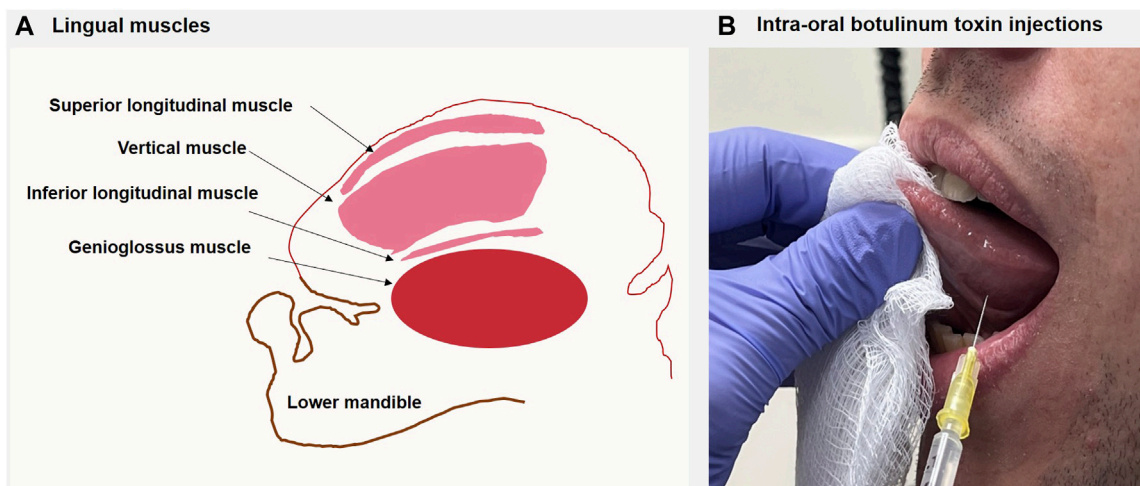 A Lingual muscles
Superior longitudinal muscle
Vertical muscle
Inferior longitudinal muscle
Genioglossus muscle
Lower mandible
B Intra-oral botulinum toxin injections